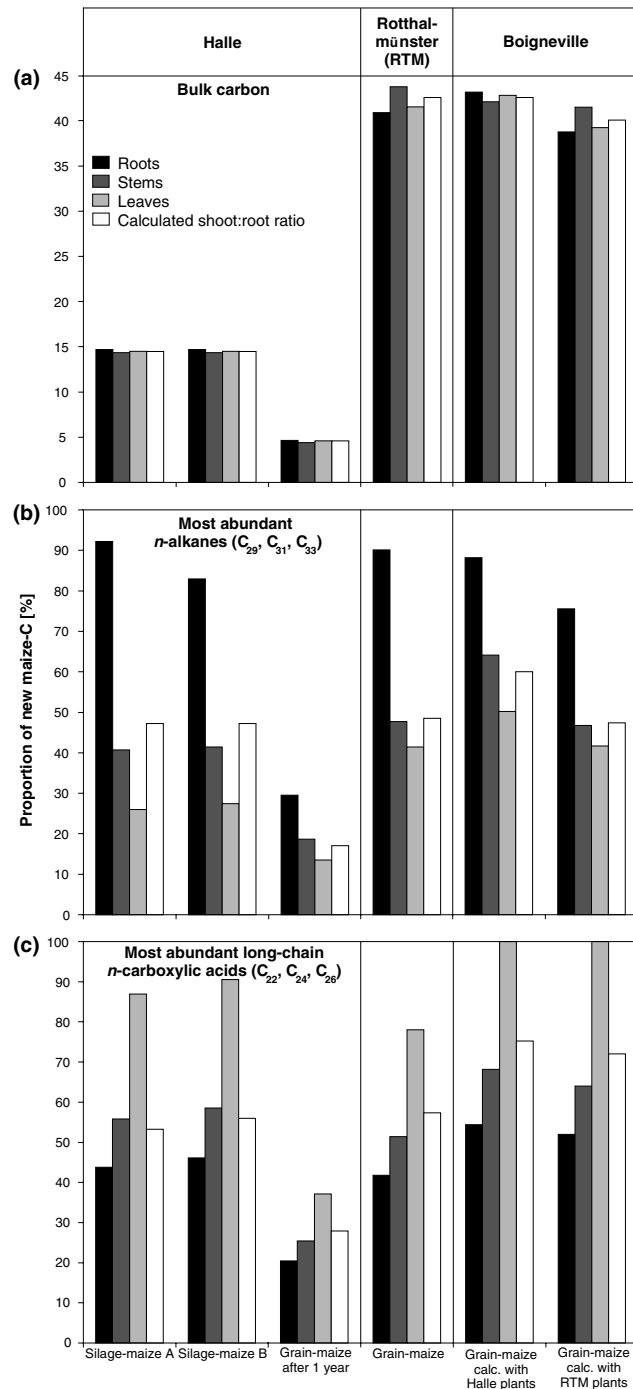 Halle
Rotthal-
münster
(RTM)
Boigneville
(a)
Bulk carbon
45
40
35
30
25
20
15
10
5
0
Roots
Stems
Leaves
Calculated shoot:root ratio
(b)
Most abundant
n-alkanes (C29, C31, C33)
100
90
80
70
60
50
40
30
20
10
0
Proportion of new maize-C [%]
(c)
Most abundant long-chain
n-carboxylic acids (C22, C24, C26)
100
90
80
70
60
50
40
30
20
10
0
Silage-maize A
Silage-maize B
Grain-maize
after 1 year
Grain-maize
Grain-maize
calc. with
Halle plants
Grain-maize
calc. with
RTM plants